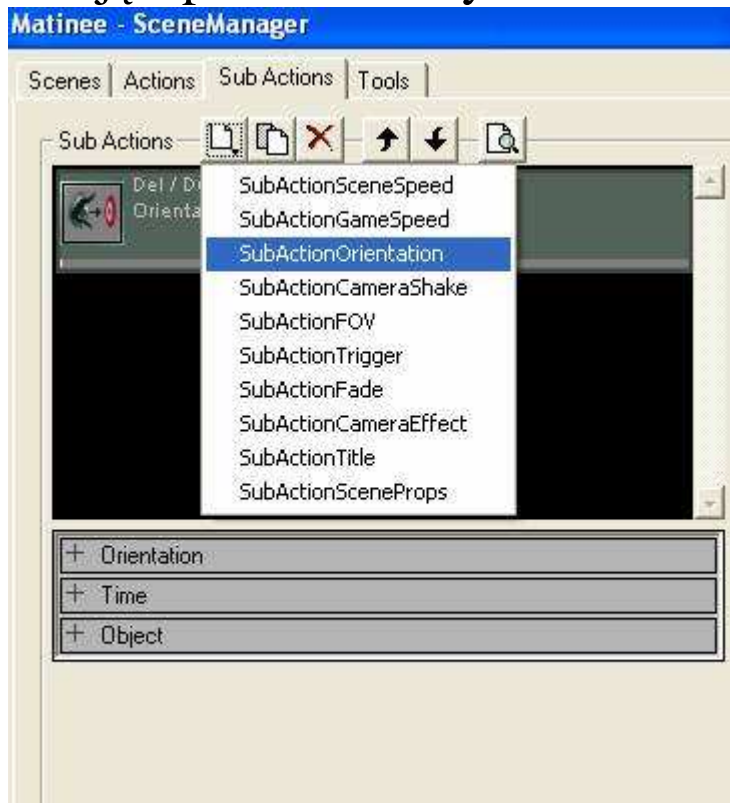 Matinee - SceneManager
Scenes Actions Sub Actions Tools
Sub Actions
Del / D
Orienta
SubActionSceneSpeed
SubActionGameSpeed
SubActionOrientation
SubActionCameraShake
SubActionFOV
SubActionTrigger
SubActionFade
SubActionCameraEffect
SubActionTitle
SubActionSceneProps
+ Orientation
+ Time
+ Object